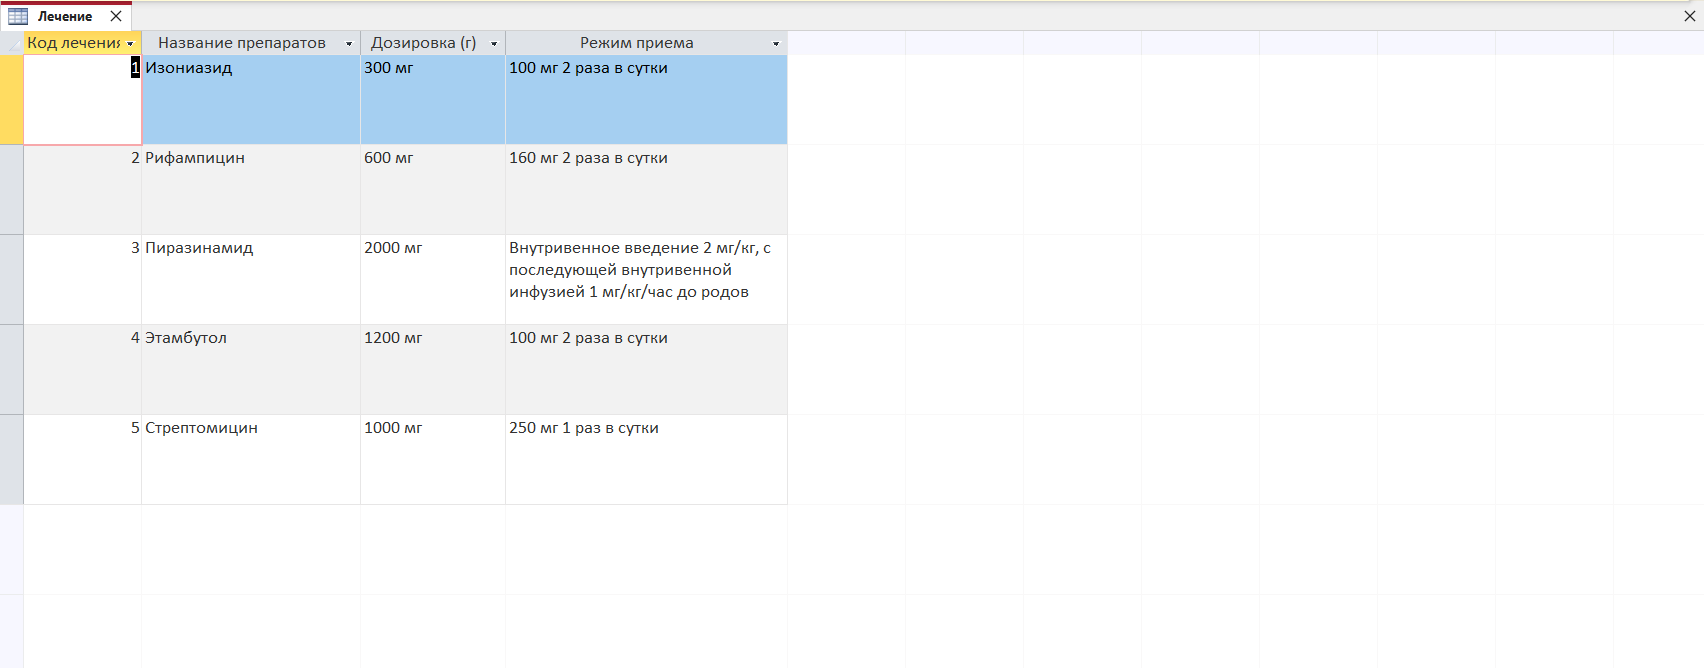 Лечение
Код лечения Название препаратов Дозировка (г) Режим приема
1 Изониазид 300 мг 100 мг 2 раза в сутки
2 Рифампицин 600 мг 160 мг 2 раза в сутки
3 Пиразинамид 2000 мг Внутривенное введение 2 мг/кг, с
последующей внутривенной
инфузией 1 мг/кг/час до родов
4 Этамбутол 1200 мг 100 мг 2 раза в сутки
5 Стрептомицин 1000 мг 250 мг 1 раз в сутки